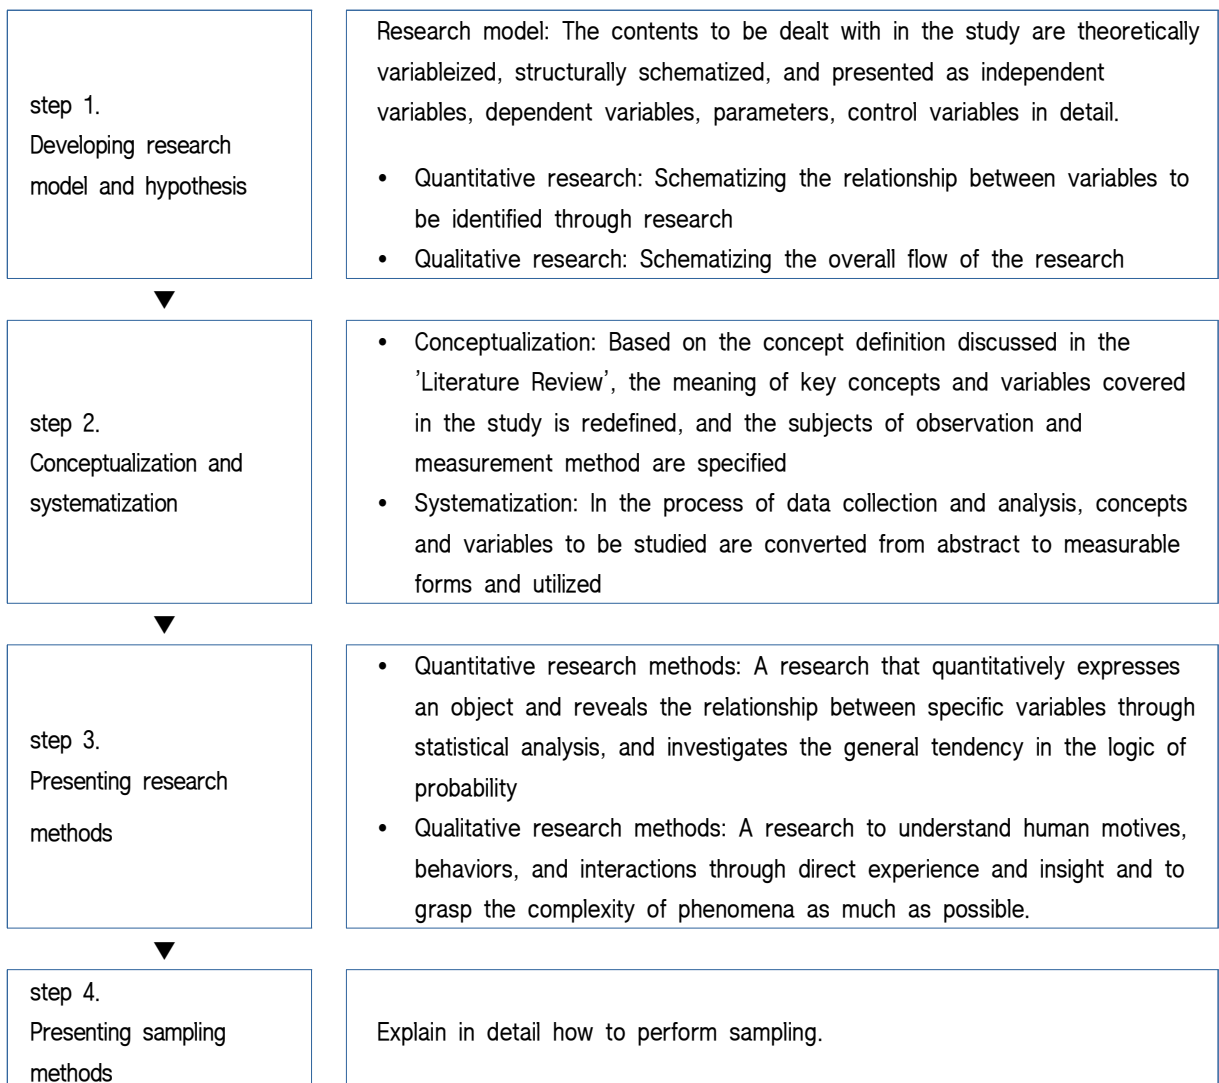 step 1.
Developing research
model and hypothesis
Research model: The contents to be dealt with in the study are theoretically
variableized, structurally schematized, and presented as independent
variables, dependent variables, parameters, control variables in detail.
• Quantitative research: Schematizing the relationship between variables to
be identified through research
• Qualitative research: Schematizing the overall flow of the research
▼
step 2.
Conceptualization and
systematization
• Conceptualization: Based on the concept definition discussed in the
'Literature Review', the meaning of key concepts and variables covered
in the study is redefined, and the subjects of observation and
measurement method are specified
• Systematization: In the process of data collection and analysis, concepts
and variables to be studied are converted from abstract to measurable
forms and utilized
▼
step 3.
Presenting research
methods
• Quantitative research methods: A research that quantitatively expresses
an object and reveals the relationship between specific variables through
statistical analysis, and investigates the general tendency in the logic of
probability
• Qualitative research methods: A research to understand human motives,
behaviors, and interactions through direct experience and insight and to
grasp the complexity of phenomena as much as possible.
▼
step 4.
Presenting sampling
methods
Explain in detail how to perform sampling.